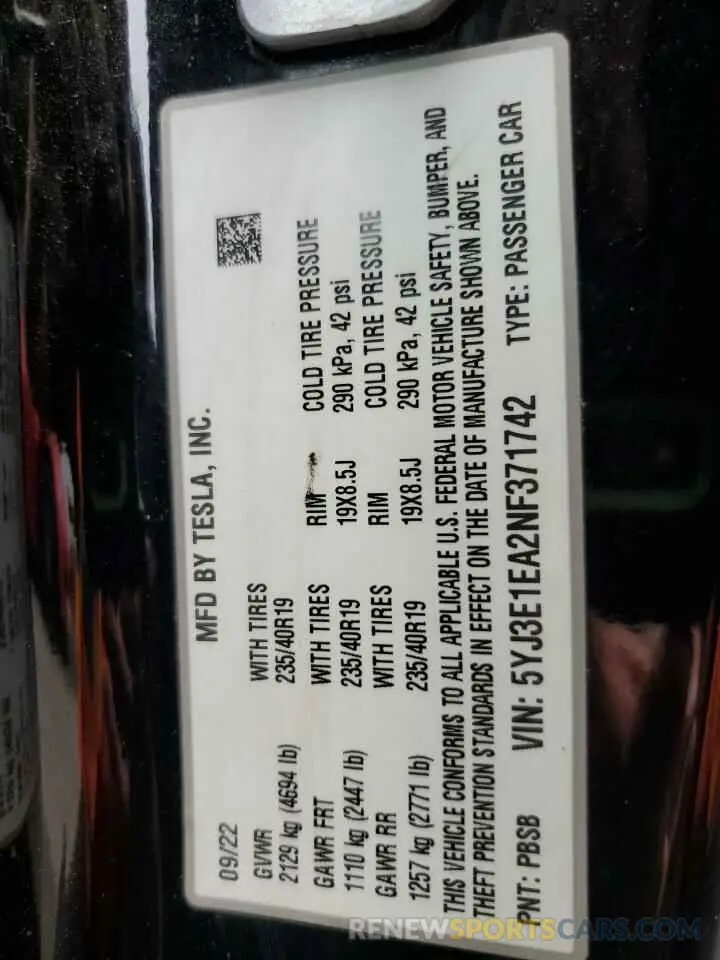 MFD BY TESLA, INC.
09/22
GVWR WITH TIRES
2129 kg (4694 lb) 235/40R19
GAWR FRT WITH TIRES RIM COLD TIRE PRESSURE
1110 kg (2447 lb) 235/40R19 19X8.5J 290 kPa, 42 psi
GAWR RR WITH TIRES RIM COLD TIRE PRESSURE
1257 kg (2771 lb) 235/40R19 19X8.5J 290 kPa, 42 psi
THIS VEHICLE CONFORMS TO ALL APPLICABLE U.S. FEDERAL MOTOR VEHICLE SAFETY, BUMPER, AND
THEFT PREVENTION STANDARDS IN EFFECT ON THE DATE OF MANUFACTURE SHOWN ABOVE.
PNT: PBSB VIN: 5YJ3E1EA2NF371742 TYPE: PASSENGER CAR
RENEWSPORTSCARS.COM